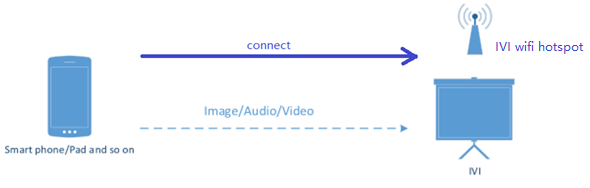 connect
IVI wifi hotspot
Image/Audio/Video
Smart phone/Pad and so on
IVI